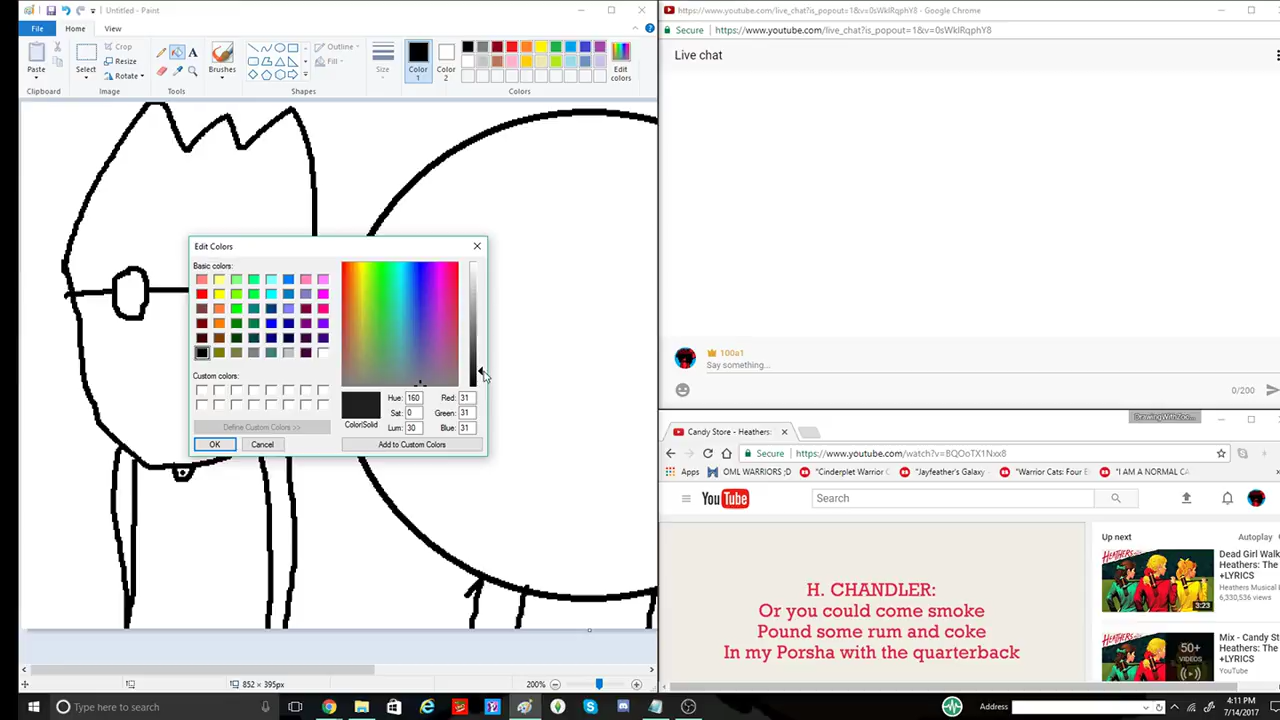 Untitled - Paint
File
Home
View
Paste
Clipboard
Select
Crop
Resize
Rotate
Image
A
Tools
Brushes
Shapes
Outline
Fill
Size
Color 1
Color 2
Edit colors
Colors
Edit Colors
Basic colors:
Custom colors:
Define Custom Colors >>
OK
Cancel
Color|Solid
Hue: 160
Sat: 0
Lum: 30
Red: 31
Green: 31
Blue: 31
Add to Custom Colors
852 × 395px
200%
https://www.youtube.com/live_chat?is_popout=1&v=0sWklRqphY8 - Google Chrome
Secure
https://www.youtube.com/live_chat?is_popout=1&v=0sWklRqphY8
Live chat
100a1
Say something...
0/200
Candy Store - Heathers:
Secure
https://www.youtube.com/watch?v=BQOoTX1Nxx8
Apps
OML WARRIORS ;D
"Cinderplet Warrior C
"Jayfeather's Galaxy
"Warrior Cats: Four E
"I AM A NORMAL CA
YouTube
Search
H. CHANDLER:
Or you could come smoke
Pound some rum and coke
In my Porsha with the quarterback
Up next
Autoplay
3:23
Dead Girl Walk
Heathers: The
+LYRICS
Heathers Musical
6,330,536 views
50+
VIDEOS
Mix - Candy St
Heathers: The
+LYRICS
YouTube
Type here to search
Address
4:11 PM
7/14/2017